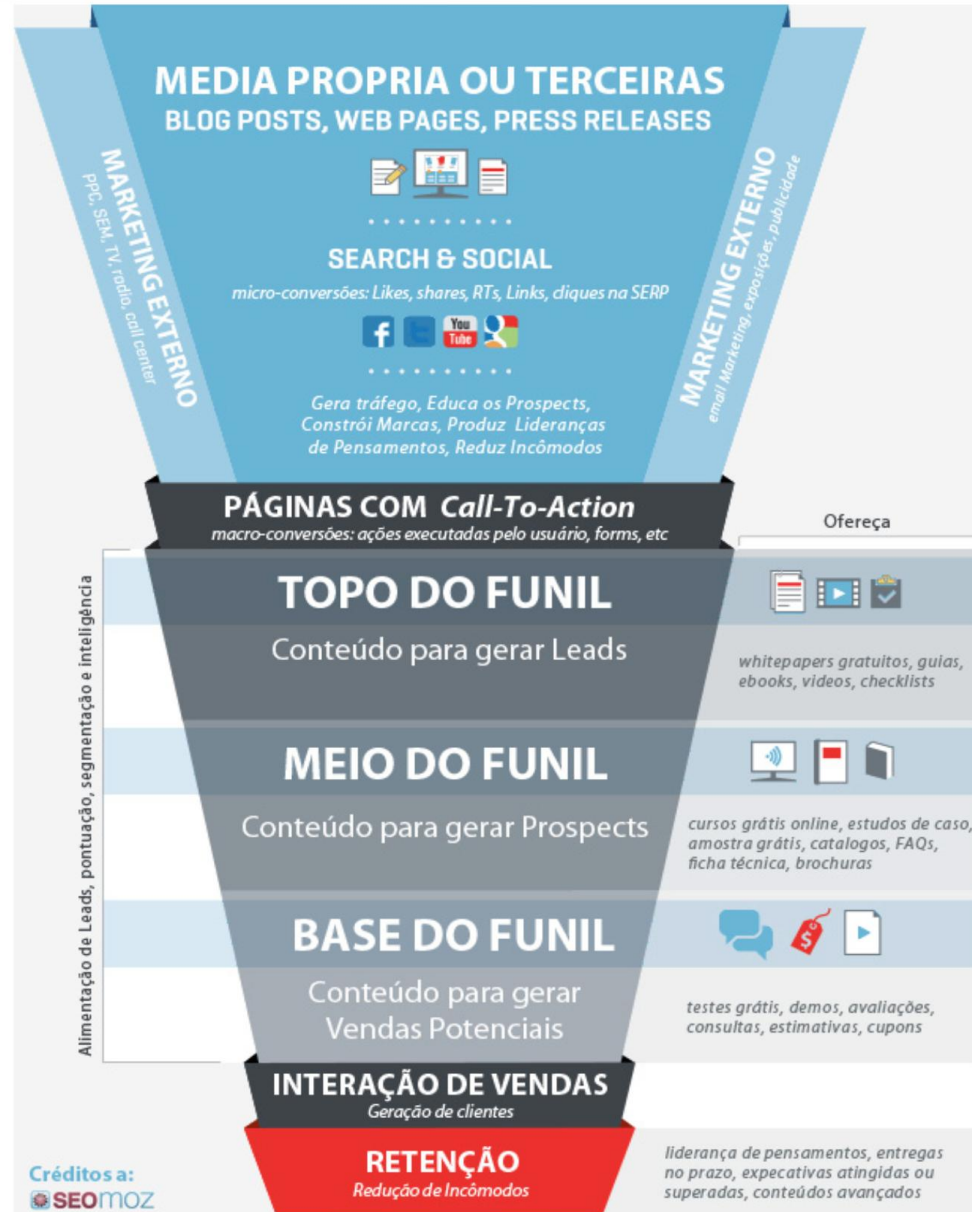 MEDIA PROPRIA OU TERCEIRAS
BLOG POSTS, WEB PAGES, PRESS RELEASES
MARKETING EXTERNO
PPC, SEM, TV, radio, call center
MARKETING EXTERNO
email Marketing, exposições, publicidade
SEARCH & SOCIAL
micro-conversões: Likes, shares, RTs, Links, cliques na SERP
f
You
Tube
Gera tráfego, Educa os Prospects,
Constrói Marcas, Produz Lideranças
de Pensamentos, Reduz Incômodos
PÁGINAS COM Call-To-Action
macro-conversões: ações executadas pelo usuário, forms, etc
Ofereça
Alimentação de Leads, pontuação, segmentação e inteligência
TOPO DO FUNIL
Conteúdo para gerar Leads
whitepapers gratuitos, guias,
ebooks, videos, checklists
MEIO DO FUNIL
Conteúdo para gerar Prospects
cursos grátis online, estudos de caso,
amostra grátis, catalogos, FAQs,
ficha técnica, brochuras
BASE DO FUNIL
$
Conteúdo para gerar
Vendas Potenciais
testes grátis, demos, avaliações,
consultas, estimativas, cupons
INTERAÇÃO DE VENDAS
Geração de clientes
RETENÇÃO
Redução de Incômodos
liderança de pensamentos, entregas
no prazo, expecativas atingidas ou
superadas, conteúdos avançados
Créditos a:
SEOmoz